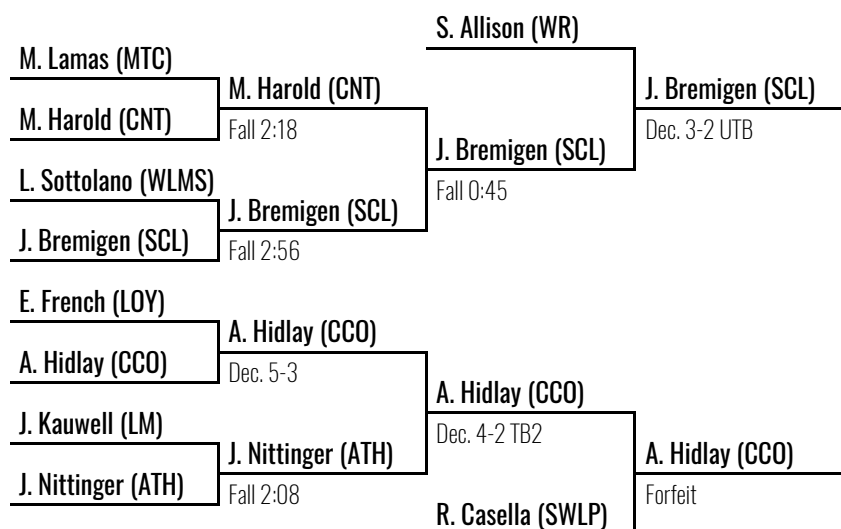 S. Allison (WR)
M. Lamas (MTC)
M. Harold (CNT)
J. Bremigen (SCL)
M. Harold (CNT)
Fall 2:18
Dec. 3-2 UTB
J. Bremigen (SCL)
L. Sottolano (WLMS)
Fall 0:45
J. Bremigen (SCL)
J. Bremigen (SCL)
Fall 2:56
E. French (LOY)
A. Hidlay (CCO)
A. Hidlay (CCO)
Dec. 5-3
A. Hidlay (CCO)
J. Kauwell (LM)
Dec. 4-2 TB2
J. Nittinger (ATH)
A. Hidlay (CCO)
J. Nittinger (ATH)
Fall 2:08
Forfeit
R. Casella (SWLP)